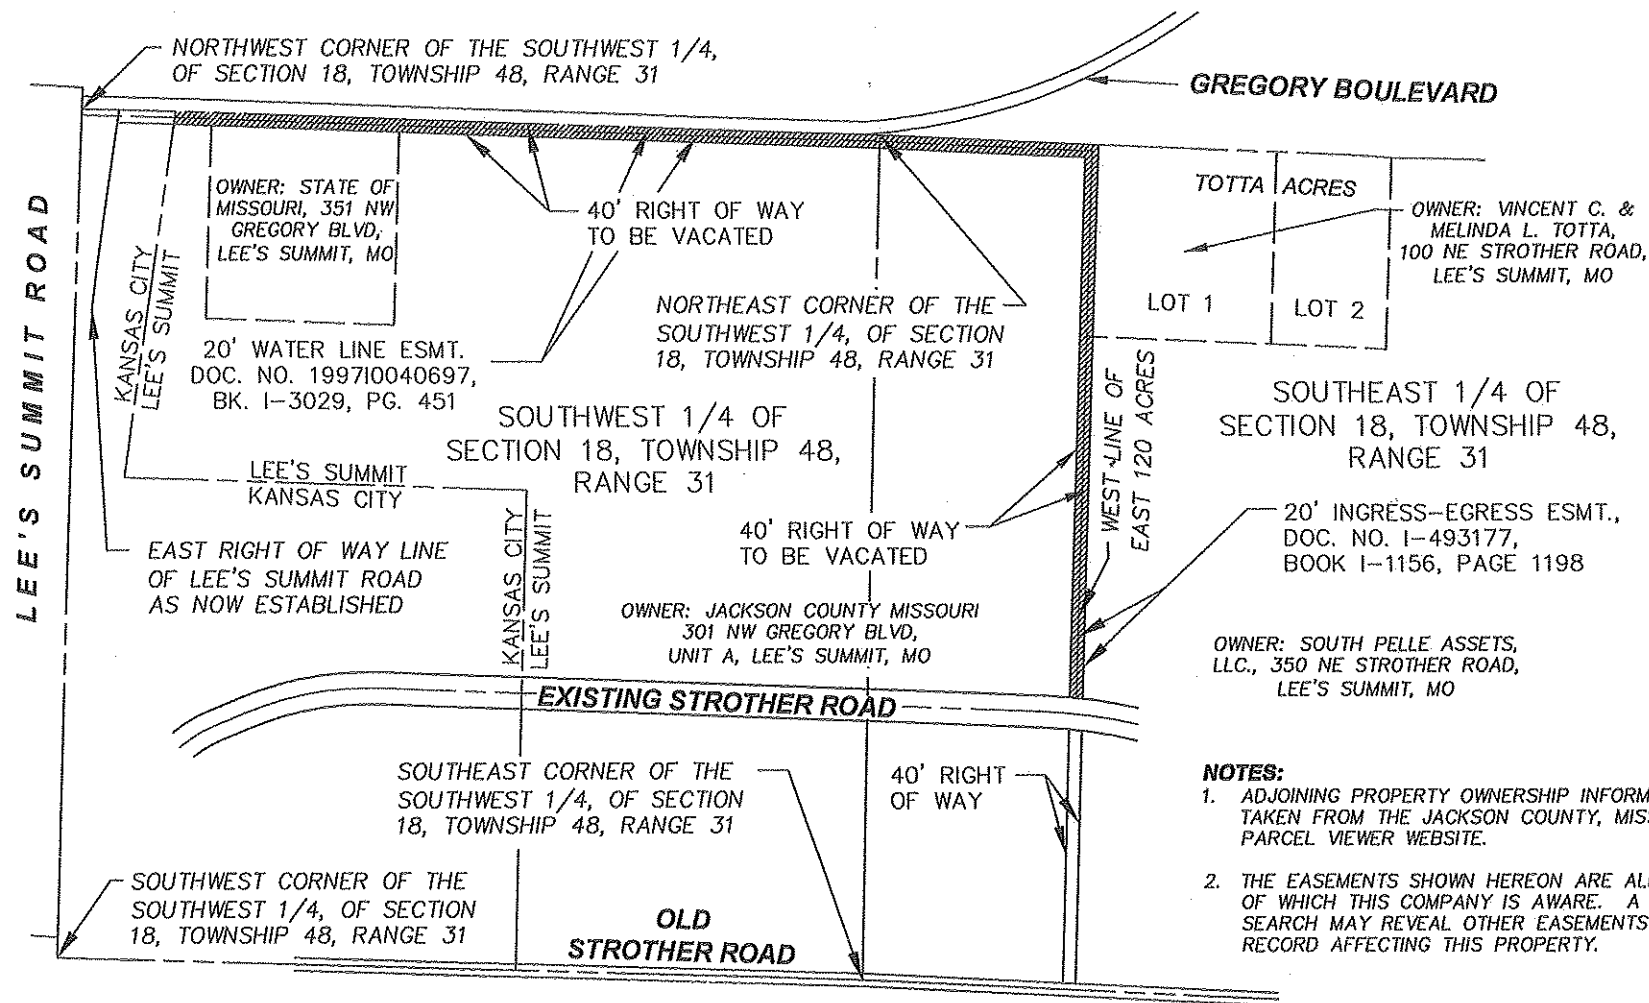 NORTHWEST CORNER OF THE SOUTHWEST 1/4,
OF SECTION 18, TOWNSHIP 48, RANGE 31
GREGORY BOULEVARD
LEE'S SUMMIT ROAD
KANSAS CITY
LEE'S SUMMIT
OWNER: STATE OF
MISSOURI, 351 NW
GREGORY BLVD,
LEE'S SUMMIT, MO
40' RIGHT OF WAY
TO BE VACATED
TOTTA ACRES
OWNER: VINCENT C. &
MELINDA L. TOTTA,
100 NE STROTHER ROAD,
LEE'S SUMMIT, MO
LOT 1
LOT 2
NORTHEAST CORNER OF THE
SOUTHWEST 1/4, OF SECTION
18, TOWNSHIP 48, RANGE 31
20' WATER LINE ESMT.
DOC. NO. 1997I0040697,
BK. I-3029, PG. 451
SOUTHWEST 1/4 OF
SECTION 18, TOWNSHIP 48,
RANGE 31
WEST LINE OF
EAST 120 ACRES
SOUTHEAST 1/4 OF
SECTION 18, TOWNSHIP 48,
RANGE 31
LEE'S SUMMIT
KANSAS CITY
KANSAS CITY
LEE'S SUMMIT
EAST RIGHT OF WAY LINE
OF LEE'S SUMMIT ROAD
AS NOW ESTABLISHED
40' RIGHT OF WAY
TO BE VACATED
20' INGRESS-EGRESS ESMT.,
DOC. NO. I-493177,
BOOK I-1156, PAGE 1198
OWNER: JACKSON COUNTY MISSOURI
301 NW GREGORY BLVD,
UNIT A, LEE'S SUMMIT, MO
OWNER: SOUTH PELLE ASSETS,
LLC., 350 NE STROTHER ROAD,
LEE'S SUMMIT, MO
EXISTING STROTHER ROAD
SOUTHEAST CORNER OF THE
SOUTHWEST 1/4, OF SECTION
18, TOWNSHIP 48, RANGE 31
40' RIGHT
OF WAY
SOUTHWEST CORNER OF THE
SOUTHWEST 1/4, OF SECTION
18, TOWNSHIP 48, RANGE 31
OLD
STROTHER ROAD
NOTES:
1. ADJOINING PROPERTY OWNERSHIP
TAKEN FROM THE JACKSON COUNTY,
PARCEL VIEWER WEBSITE.
2. THE EASEMENTS SHOWN HEREON ARE
OF WHICH THIS COMPANY IS AWARE. A
SEARCH MAY REVEAL OTHER EASEMENTS
RECORD AFFECTING THIS PROPERTY.